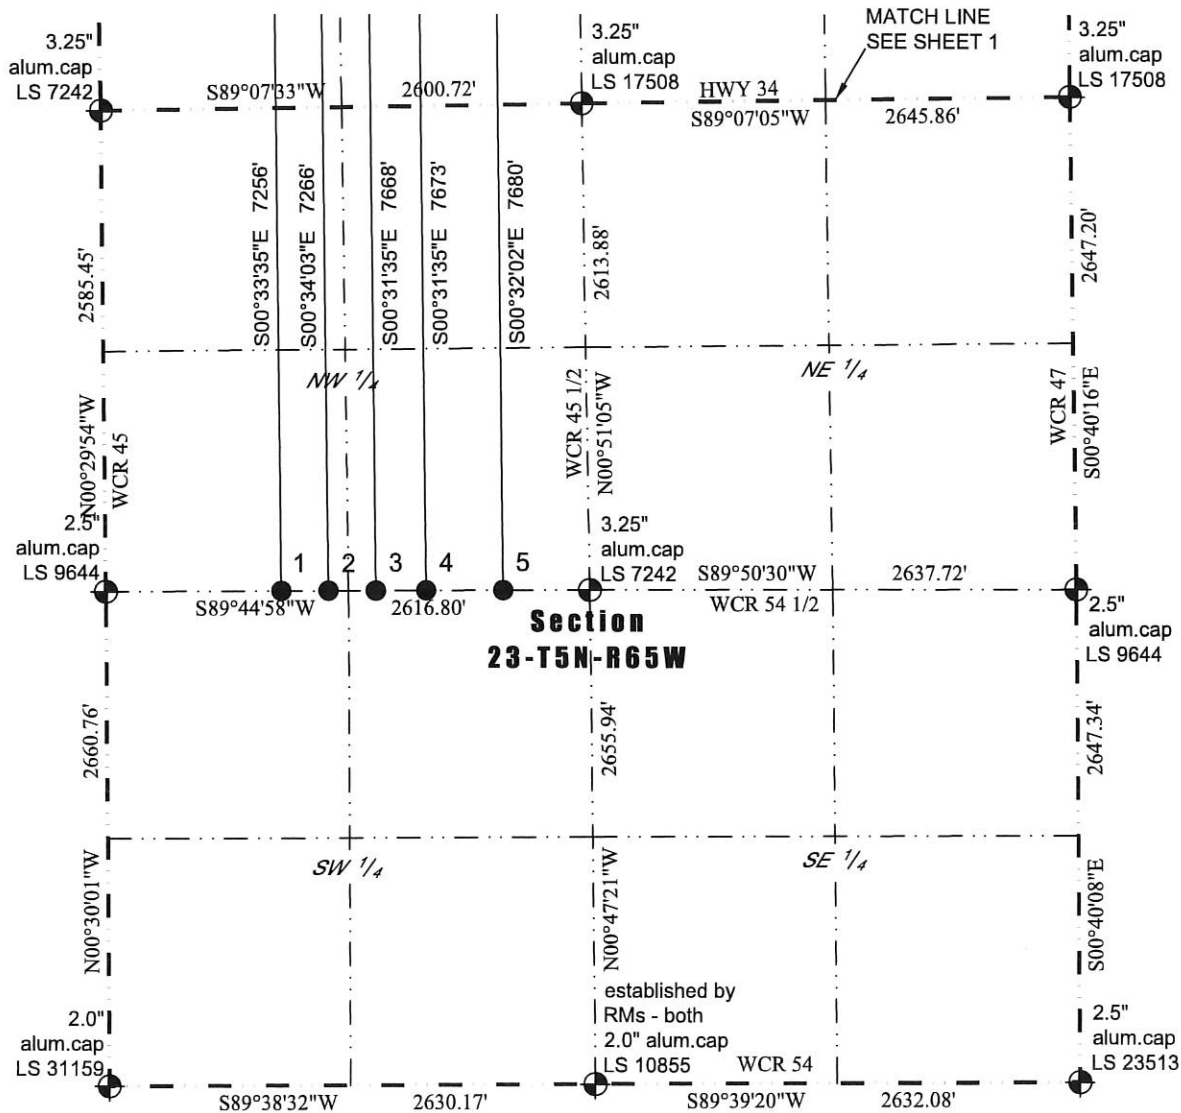 MATCH LINE
SEE SHEET 1
3.25"
alum.cap
LS 7242
3.25"
alum.cap
LS 17508
3.25"
alum.cap
LS 17508
S89°07'33"W
2600.72'
HWY 34
S89°07'05"W
2645.86'
2585.45'
S00°33'35"E 7256'
S00°34'03"E 7266'
S00°31'35"E 7668'
S00°31'35"E 7673'
S00°32'02"E 7680'
2613.88'
2647.20'
NW 1/4
NE 1/4
N00°29'54"W
WCR 45
WCR 45 1/2
N00°51'05"W
WCR 47
S00°40'16"E
2.5"
alum.cap
LS 9644
1
2
3
4
5
3.25"
alum.cap
LS 7242
S89°50'30"W
2637.72'
S89°44'58"W
2616.80'
WCR 54 1/2
2.5"
alum.cap
LS 9644
Section
23-T5N-R65W
2660.76'
2655.94'
2647.34'
SW 1/4
SE 1/4
N00°30'01"W
N00°47'21"W
S00°40'08"E
2.0"
alum.cap
LS 31159
established by
RMs - both
2.0" alum.cap
LS 10855
WCR 54
2.5"
alum.cap
LS 23513
S89°38'32"W
2630.17'
S89°39'20"W
2632.08'